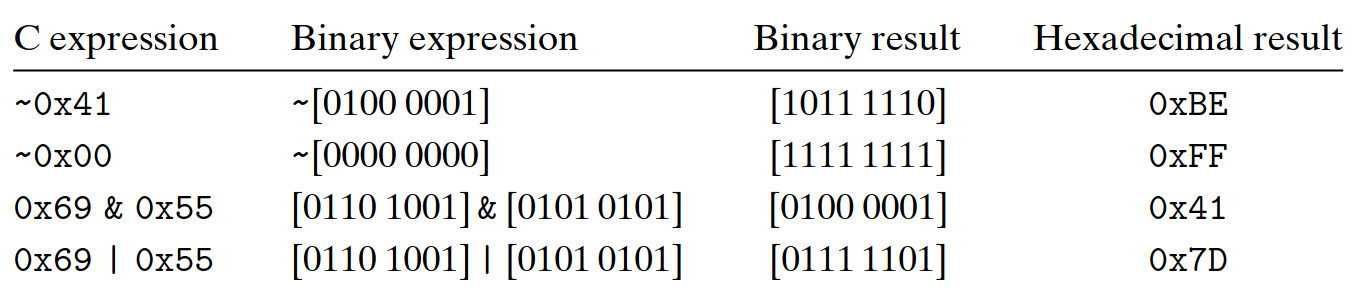 C expression Binary expression Binary result Hexadecimal result
~0x41 ~[0100 0001] [1011 1110] 0xBE
~0x00 ~[0000 0000] [1111 1111] 0xFF
0x69 & 0x55 [0110 1001] & [0101 0101] [0100 0001] 0x41
0x69 | 0x55 [0110 1001] | [0101 0101] [0111 1101] 0x7D